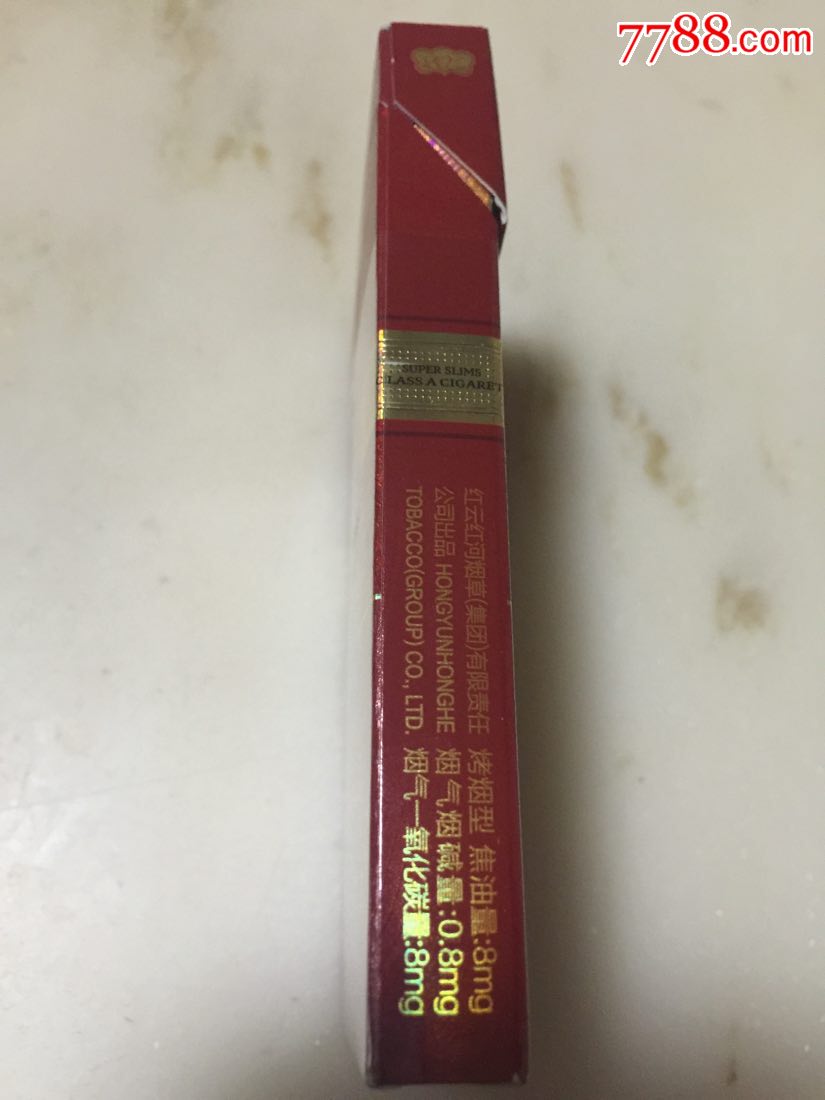 7788.com
SUPER SLIMS
CLASS A CIGARET
红云红河烟草(集团)有限责任
公司出品 HONGYUNHONGHE
TOBACCO(GROUP) CO., LTD.
烤烟型 焦油量:8mg
烟气烟碱量:0.8mg
烟气一氧化碳量:8mg